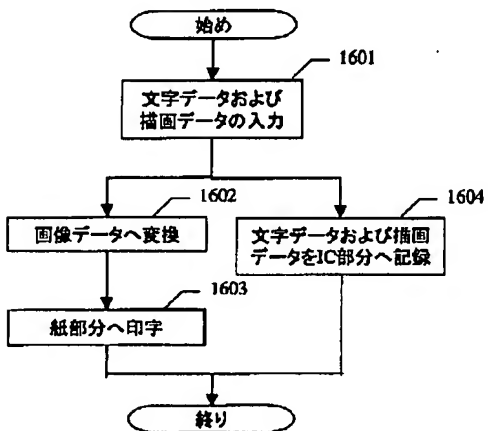 始め
1601
文字データおよび
描画データの入力
1602
画像データへ変換
1603
紙部分へ印字
1604
文字データおよび描画
データをIC部分へ記録
終り